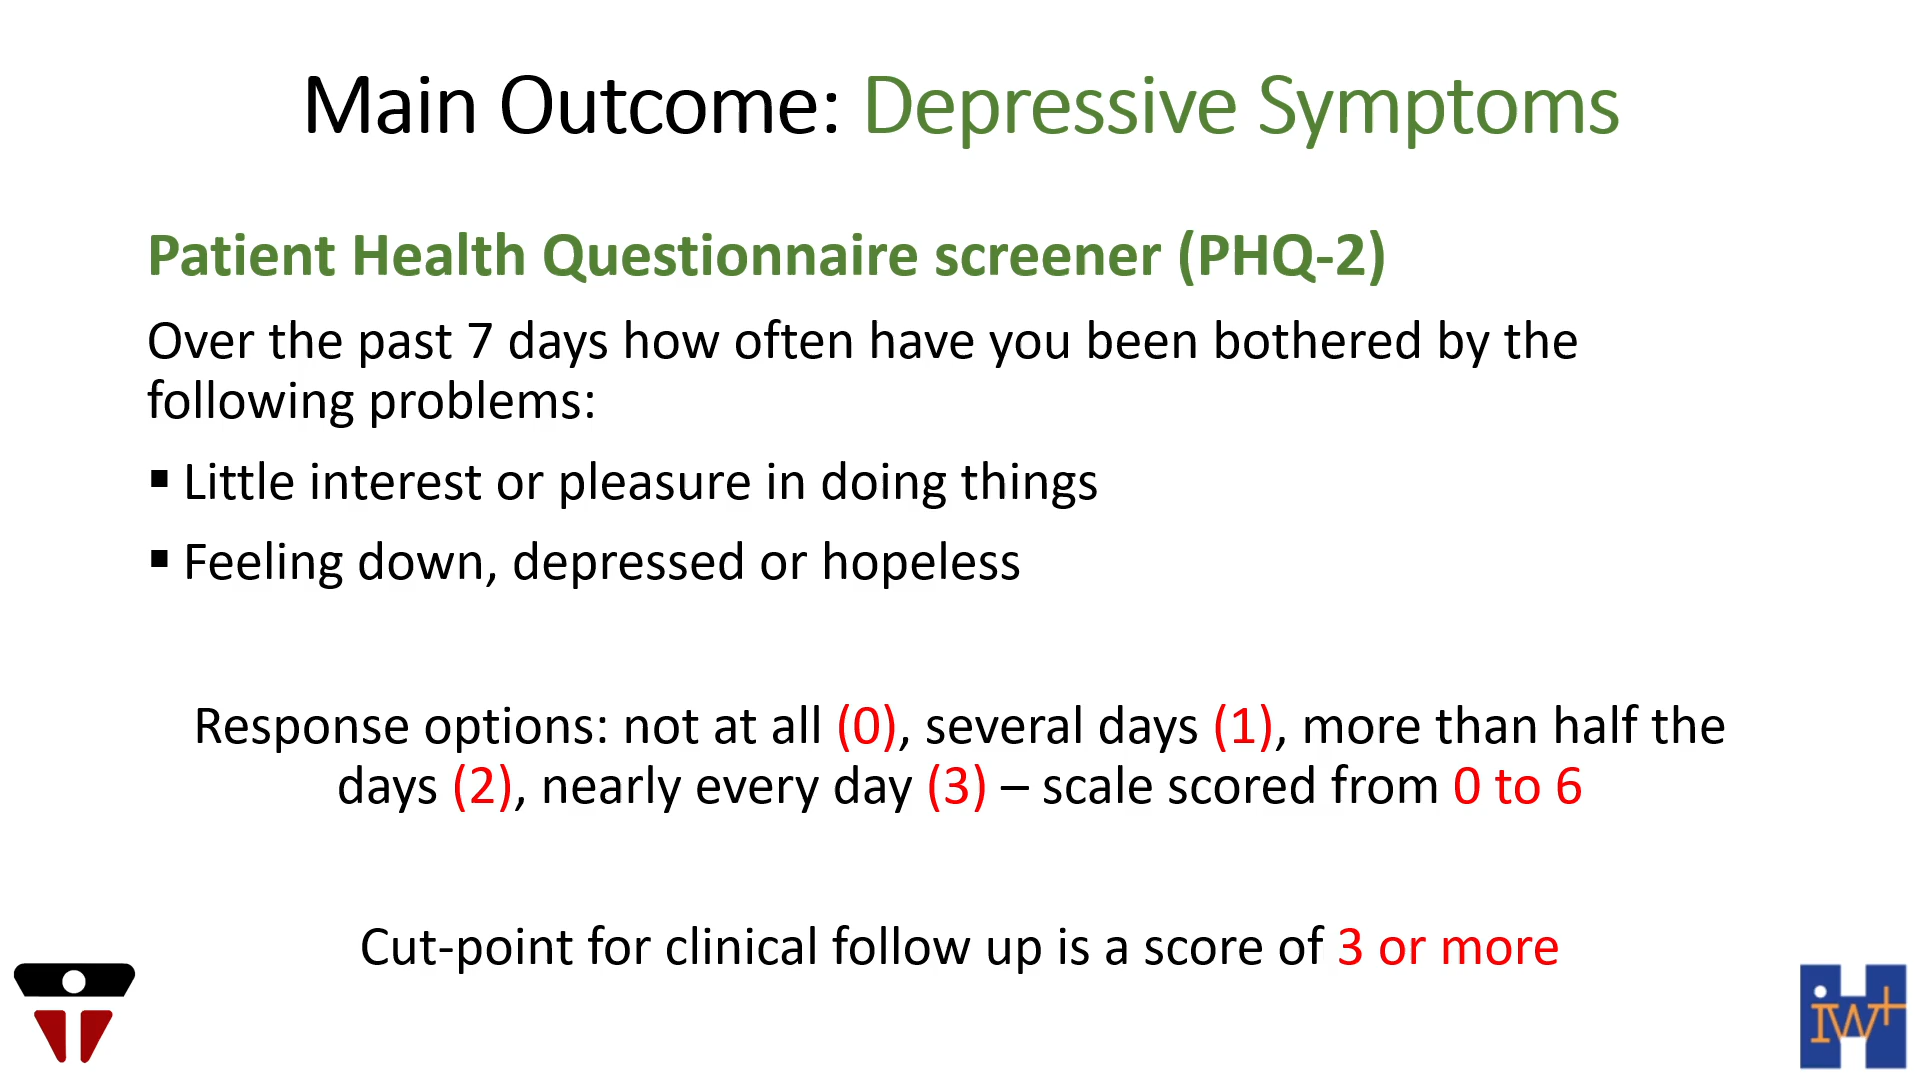 Main Outcome: Depressive Symptoms
Patient Health Questionnaire screener (PHQ-2)
Over the past 7 days how often have you been bothered by the
following problems:
▪ Little interest or pleasure in doing things
▪ Feeling down, depressed or hopeless
Response options: not at all (0), several days (1), more than half the
days (2), nearly every day (3) – scale scored from 0 to 6
Cut-point for clinical follow up is a score of 3 or more
iw+
H